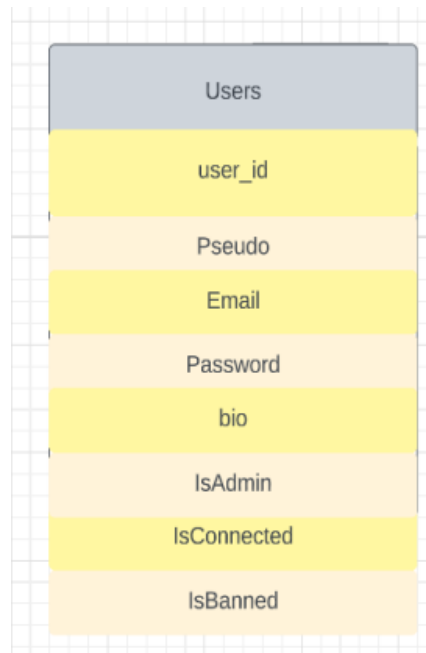 Users
user_id
Pseudo
Email
Password
bio
IsAdmin
IsConnected
IsBanned